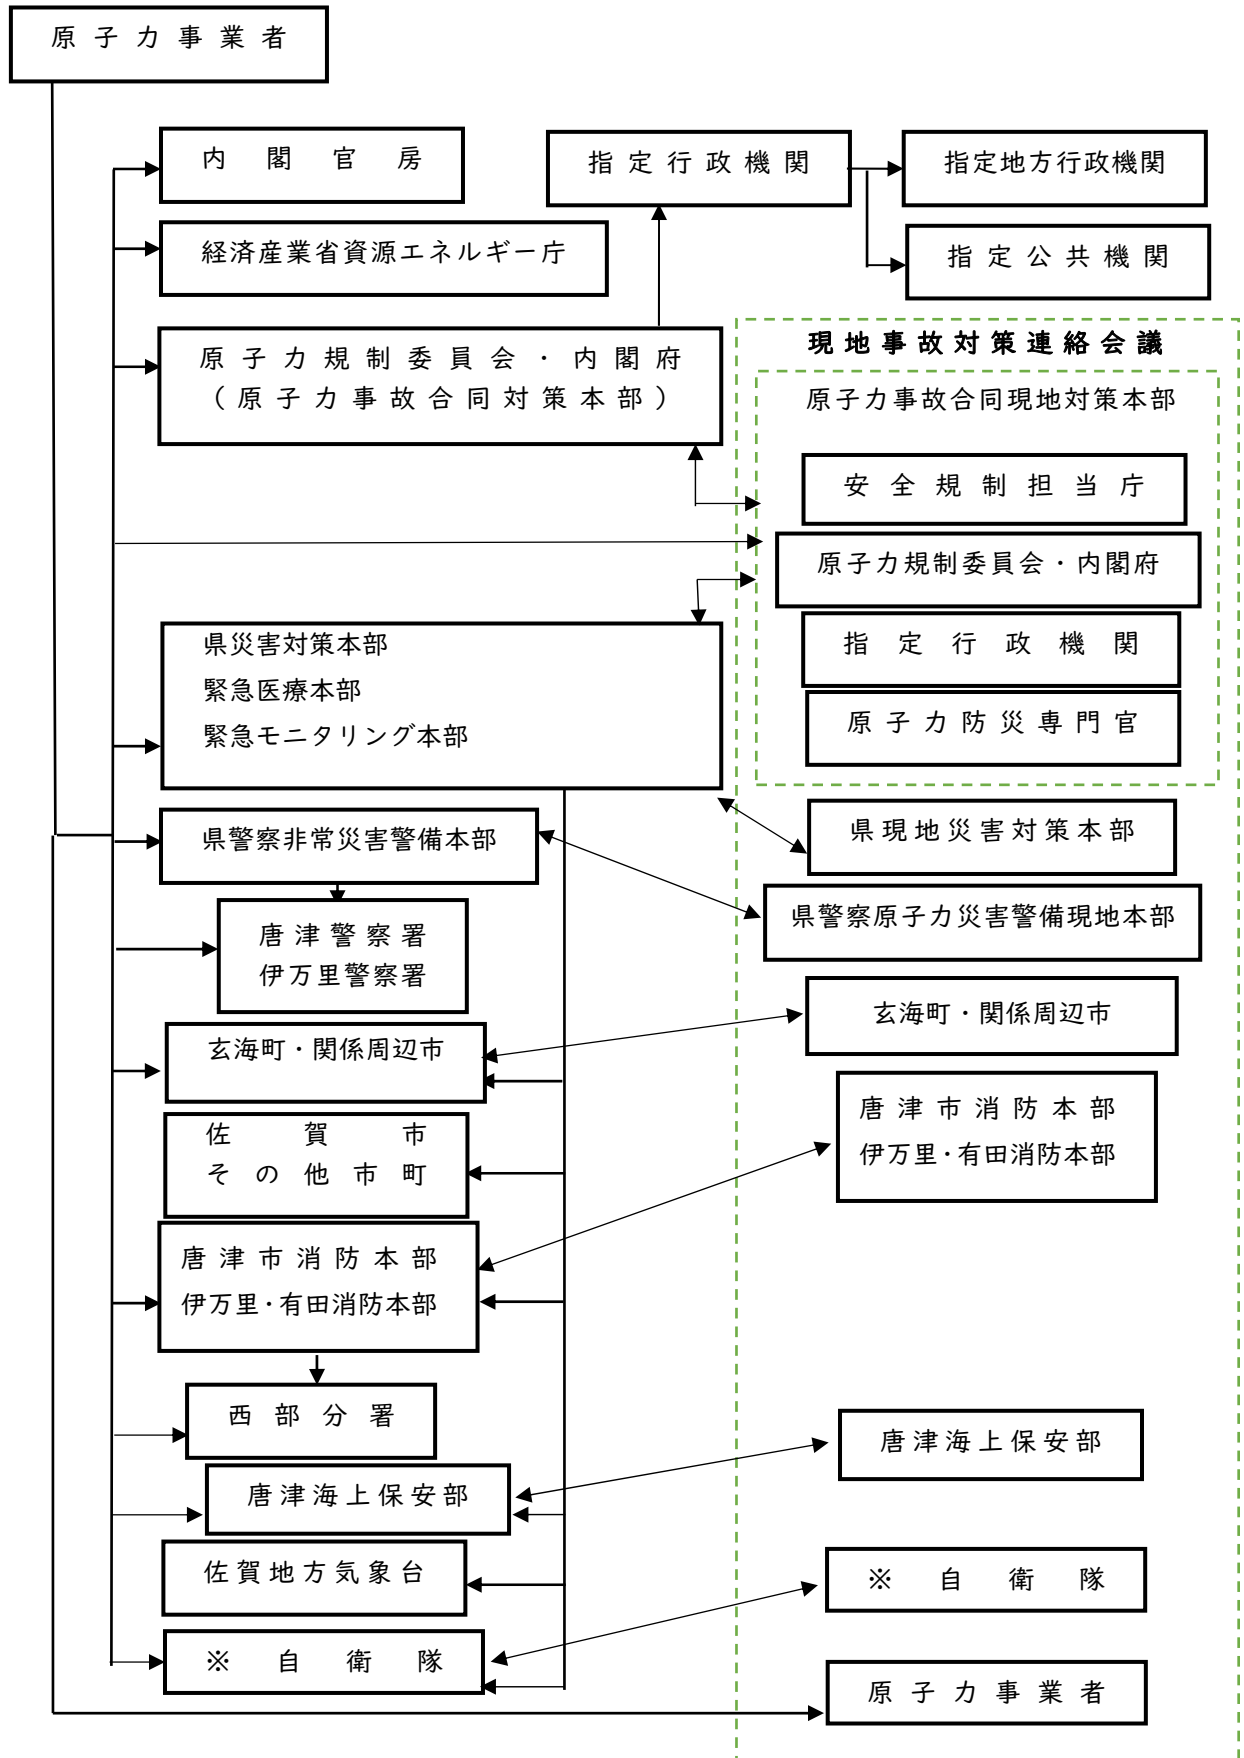 原子力事業者
内閣官房
指定行政機関
指定地方行政機関
経済産業省資源エネルギー庁
指定公共機関
原子力規制委員会・内閣府
（原子力事故合同対策本部）
現地事故対策連絡会議
原子力事故合同現地対策本部
安全規制担当庁
原子力規制委員会・内閣府
指定行政機関
原子力防災専門官
県災害対策本部
緊急医療本部
緊急モニタリング本部
県現地災害対策本部
県警察非常災害警備本部
県警察原子力災害警備現地本部
唐津警察署
伊万里警察署
玄海町・関係周辺市
玄海町・関係周辺市
佐賀市
その他市町
唐津市消防本部
伊万里・有田消防本部
唐津市消防本部
伊万里・有田消防本部
西部分署
唐津海上保安部
唐津海上保安部
佐賀地方気象台
※自衛隊
※自衛隊
原子力事業者